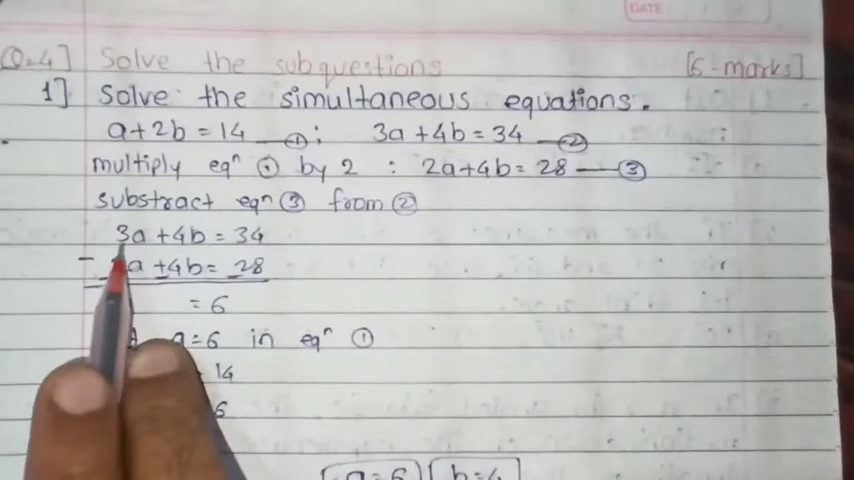 DATE
Q.4] Solve the subquestions [5-marks]
1] Solve the simultaneous equations.
a+2b=14 —① ; 3a+4b=34 —②
multiply eqⁿ ① by 2 : 2a+4b= 28 —③
substract eqn ③ from ②
3a +4b = 34
- a +4b= 28
= 6
a=6 in eqⁿ ①
14
6
a=6 b=4